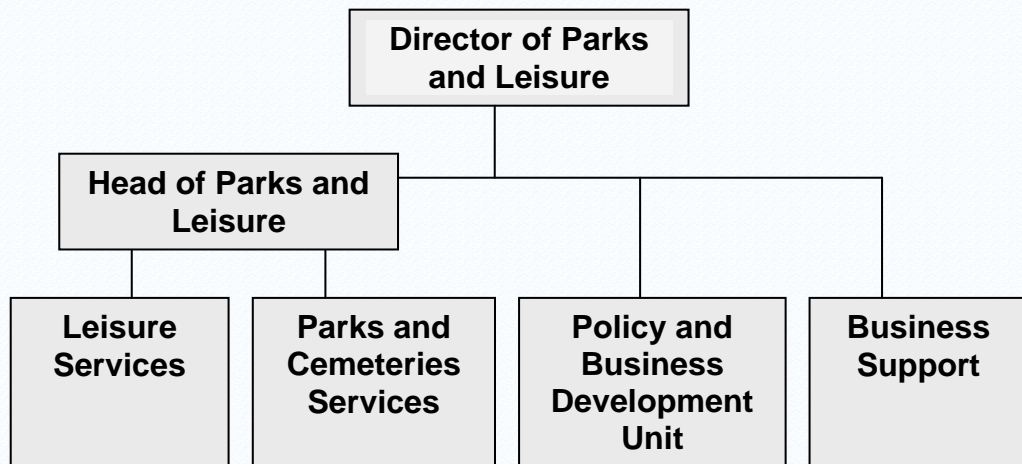 Director of Parks
and Leisure
Head of Parks and
Leisure
Leisure
Services
Parks and
Cemeteries
Services
Policy and
Business
Development
Unit
Business
Support